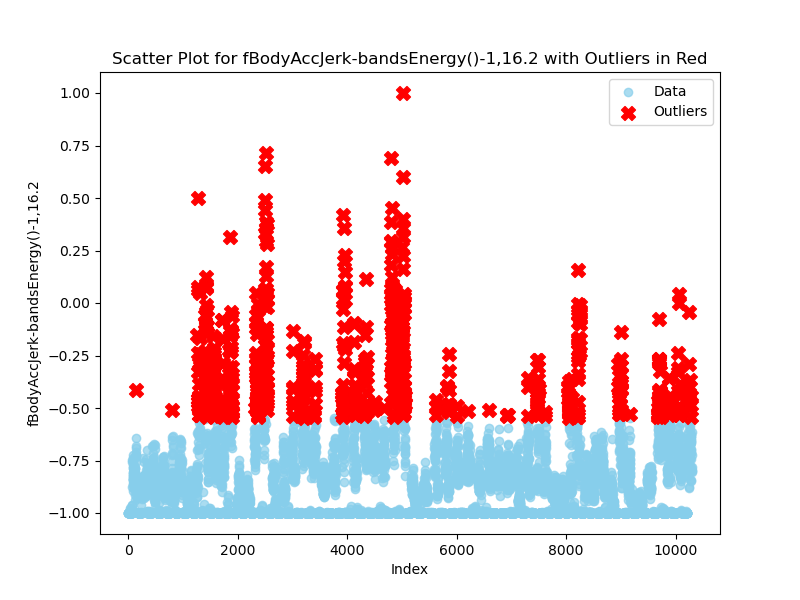 Scatter Plot for fBodyAccJerk-bandsEnergy()-1,16.2 with Outliers in Red
Data
Outliers
fBodyAccJerk-bandsEnergy()-1,16.2
1.00
0.75
0.50
0.25
0.00
−0.25
−0.50
−0.75
−1.00
0 2000 4000 6000 8000 10000
Index